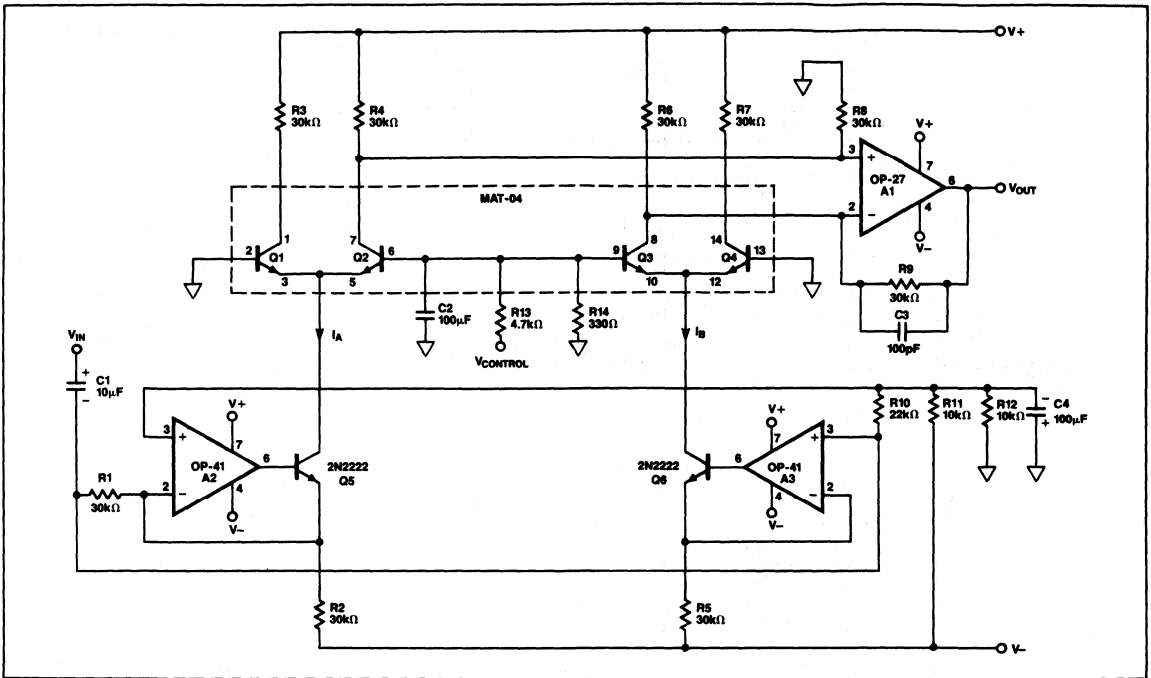 V+
R3
30kΩ
R4
30kΩ
R6
30kΩ
R7
30kΩ
R8
30kΩ
V+
3
+
7
OP-27
A1
6
VOUT
2
−
4
V−
MAT-04
1
2
Q1
3
7
Q2
6
5
8
9
Q3
10
14
Q4
13
12
R9
30kΩ
C3
100pF
C2
100μF
R13
4.7kΩ
VCONTROL
R14
330Ω
IA
IB
VIN
+
C1
10μF
−
V+
3
+
7
OP-41
A2
6
2
−
4
V−
R1
30kΩ
2N2222
Q5
2N2222
Q6
V+
7
+
3
6
OP-41
A3
−
2
4
V−
R10
22kΩ
R11
10kΩ
R12
10kΩ
−
C4
100μF
+
R2
30kΩ
R5
30kΩ
V−